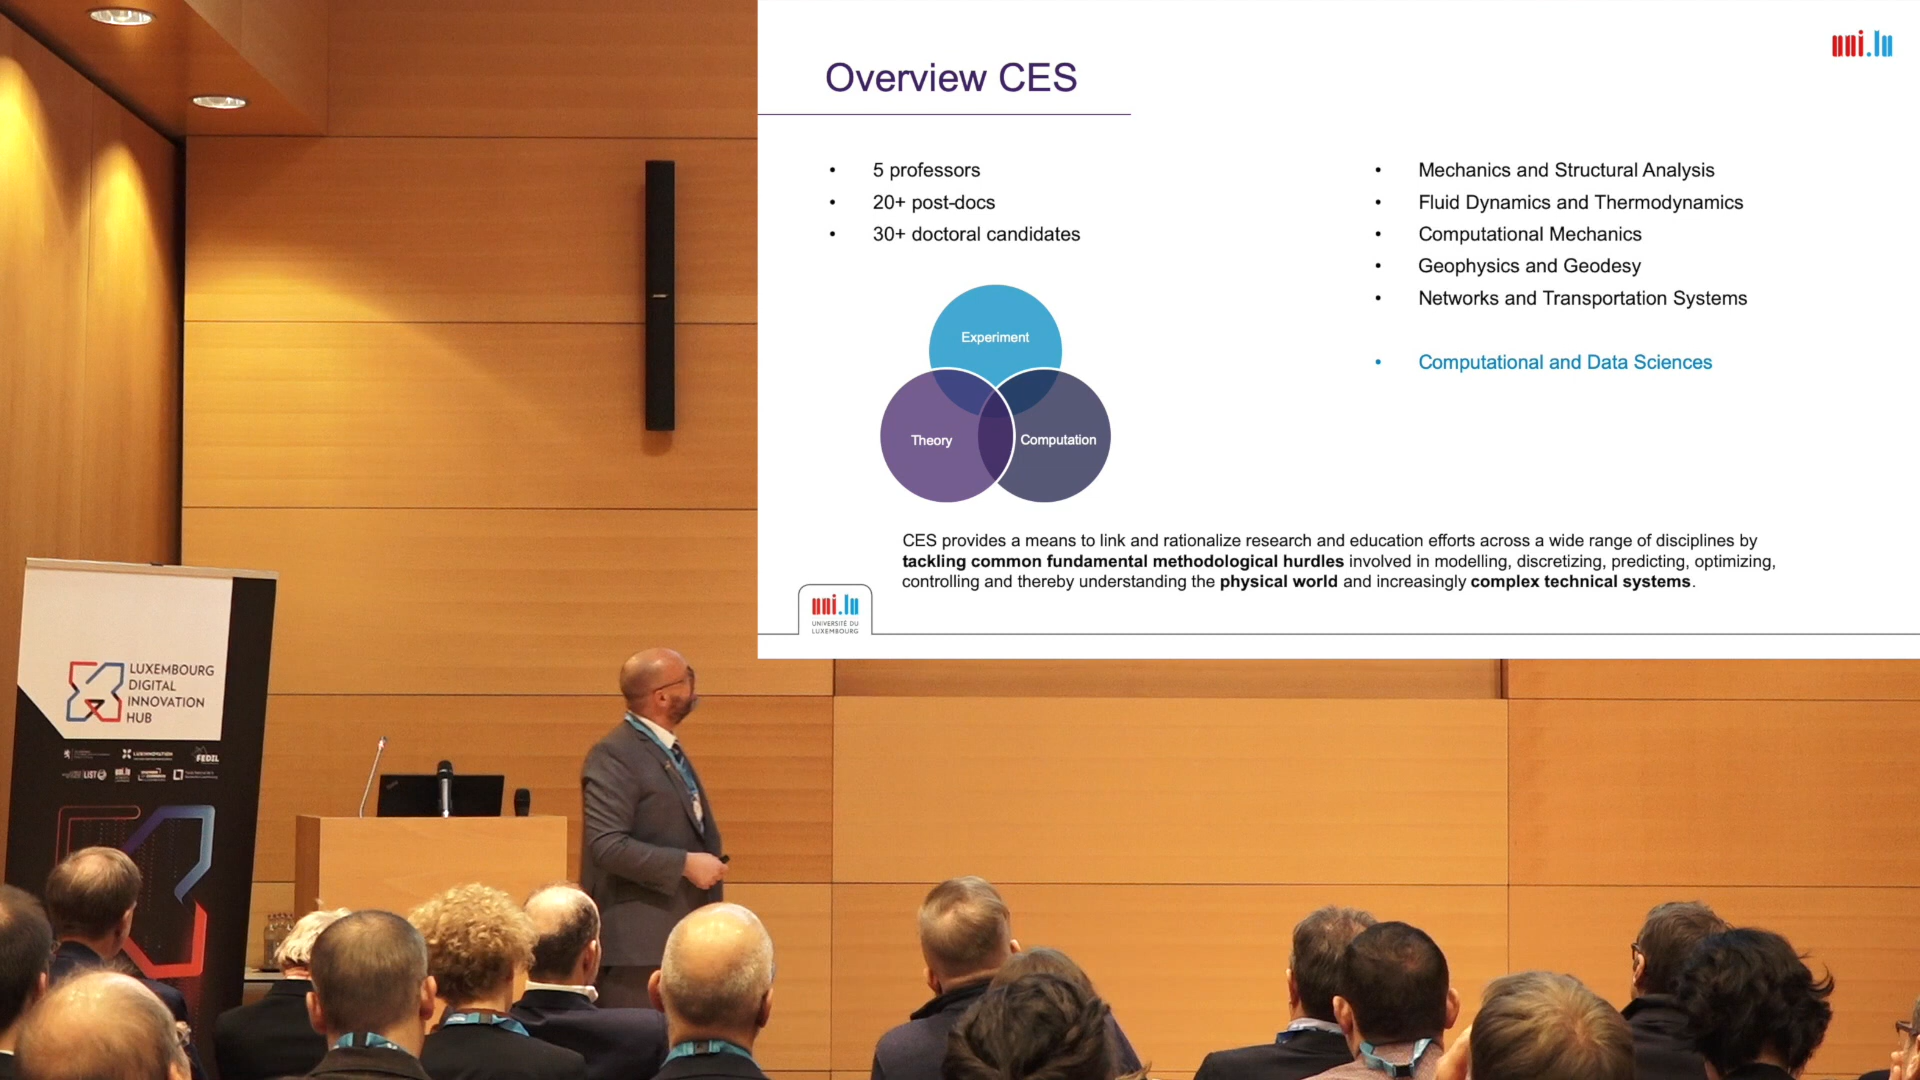 uni.lu
Overview CES
• 5 professors
• 20+ post-docs
• 30+ doctoral candidates
• Mechanics and Structural Analysis
• Fluid Dynamics and Thermodynamics
• Computational Mechanics
• Geophysics and Geodesy
• Networks and Transportation Systems
• Computational and Data Sciences
Experiment
Theory
Computation
CES provides a means to link and rationalize research and education efforts across a wide range of disciplines by
tackling common fundamental methodological hurdles involved in modelling, discretizing, predicting, optimizing,
controlling and thereby understanding the physical world and increasingly complex technical systems.
uni.lu
UNIVERSITÉ DU
LUXEMBOURG
LUXEMBOURG
DIGITAL
INNOVATION
HUB
LUXINNOVATION
FEDIL
LIST
uni.lu